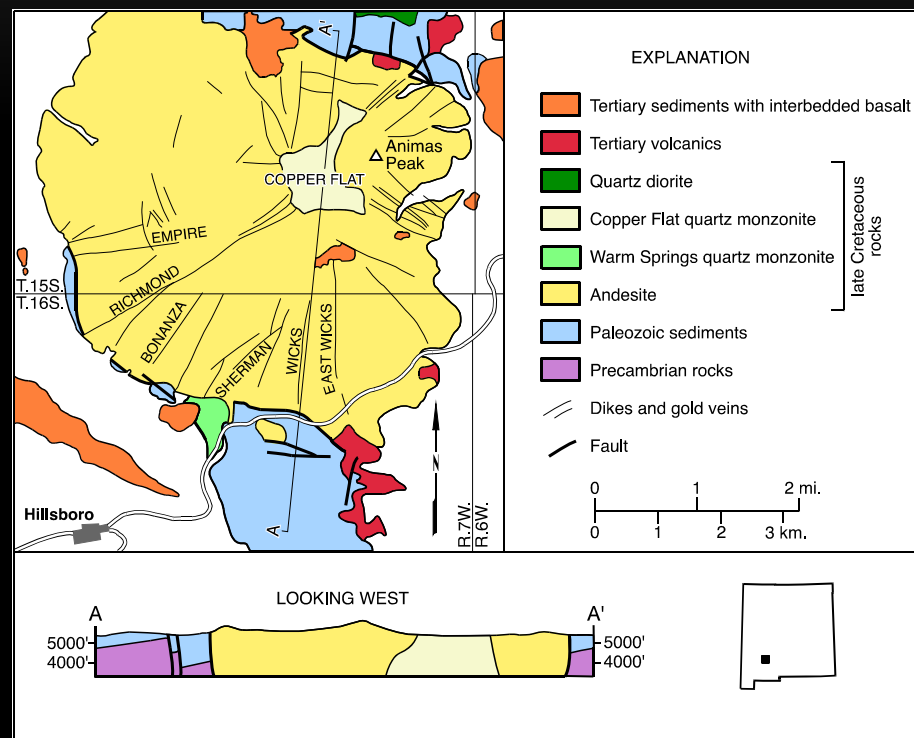 A'
Animas
Peak
COPPER FLAT
EMPIRE
RICHMOND
T.15S.
T.16S.
BONANZA
SHERMAN
WICKS
EAST WICKS
N
Hillsboro
A
R.7W.
R.6W.
EXPLANATION
Tertiary sediments with interbedded basalt
Tertiary volcanics
Quartz diorite
Copper Flat quartz monzonite
Warm Springs quartz monzonite
Andesite
late Cretaceous
rocks
Paleozoic sediments
Precambrian rocks
Dikes and gold veins
Fault
0 1 2 mi.
0 1 2 3 km.
LOOKING WEST
A A'
5000' 5000'
4000' 4000'